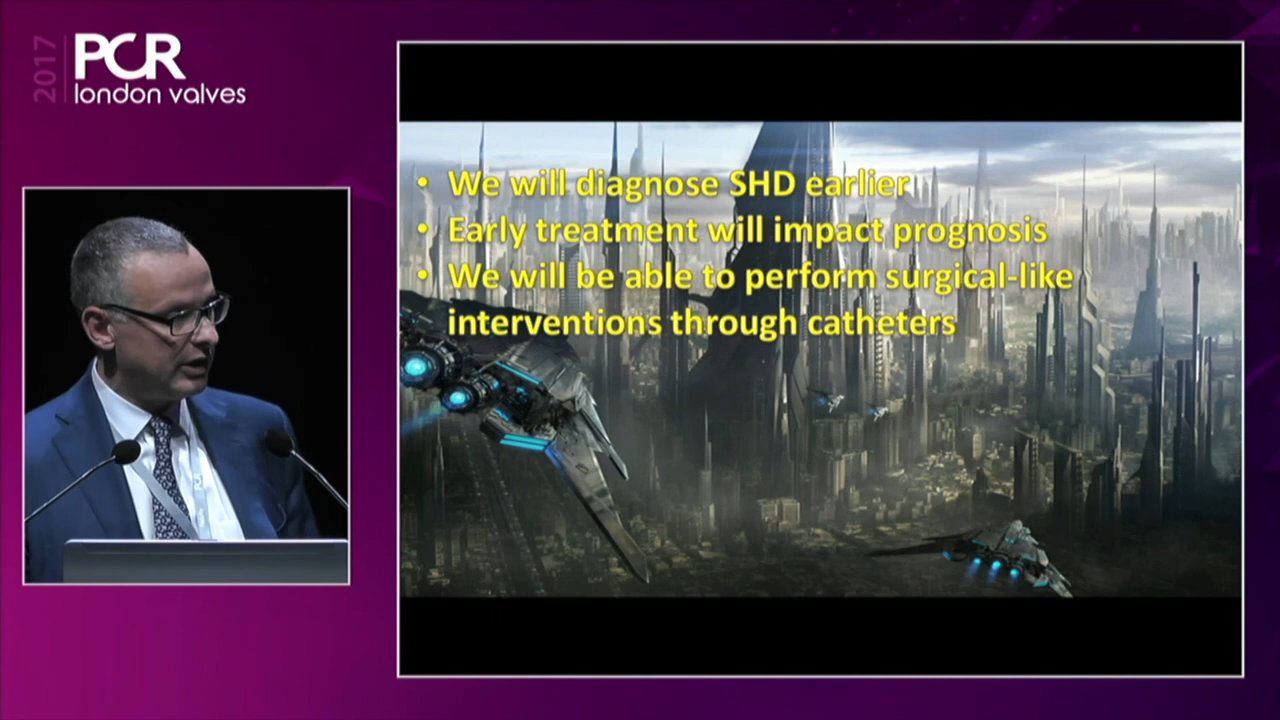 2017
PCR
london valves
• We will diagnose SHD earlier
• Early treatment will impact prognosis
• We will be able to perform surgical-like
interventions through catheters